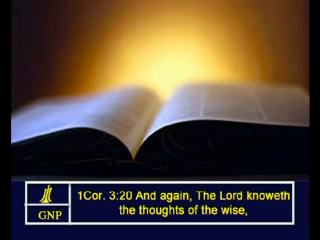 1Cor. 3:20 And again, The Lord knoweth
the thoughts of the wise,
GNP